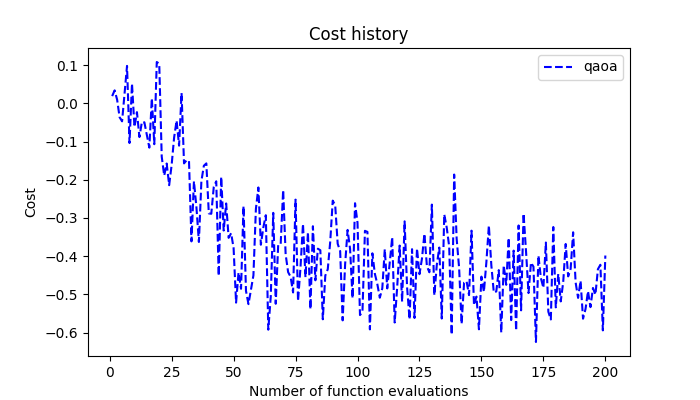 Cost history
qaoa
0.1
0.0
−0.1
−0.2
−0.3
−0.4
−0.5
−0.6
Cost
0 25 50 75 100 125 150 175 200
Number of function evaluations